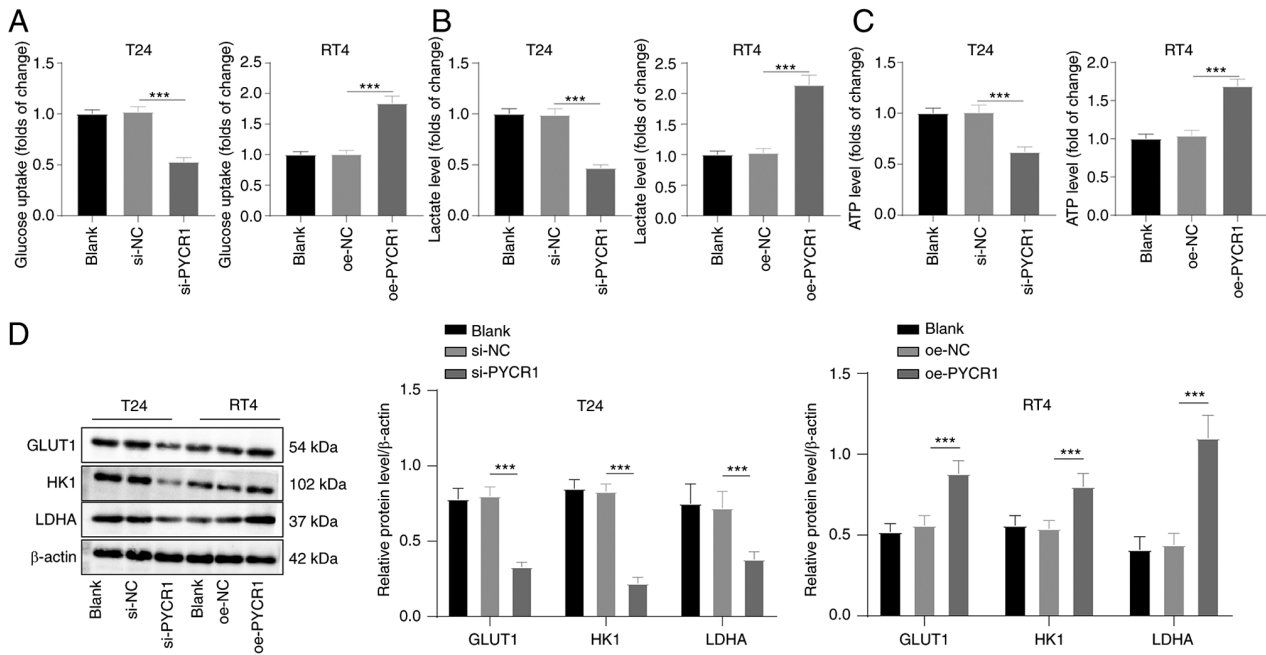 A
T24
Glucose uptake (folds of change)
1.5
1.0
0.5
0.0
***
Blank
si-NC
si-PYCR1
RT4
Glucose uptake (folds of change)
2.5
2.0
1.5
1.0
0.5
0.0
***
Blank
oe-NC
oe-PYCR1
B
T24
Lactate level (folds of change)
1.5
1.0
0.5
0.0
***
Blank
si-NC
si-PYCR1
RT4
Lactate level (folds of change)
2.5
2.0
1.5
1.0
0.5
0.0
***
Blank
oe-NC
oe-PYCR1
C
T24
ATP level (folds of change)
1.5
1.0
0.5
0.0
***
Blank
si-NC
si-PYCR1
RT4
ATP level (fold of change)
2.0
1.5
1.0
0.5
0.0
***
Blank
oe-NC
oe-PYCR1
D
T24 RT4
GLUT1 54 kDa
HK1 102 kDa
LDHA 37 kDa
β-actin 42 kDa
Blank
si-NC
si-PYCR1
Blank
oe-NC
oe-PYCR1
Blank
si-NC
si-PYCR1
T24
Relative protein level/β-actin
1.5
1.0
0.5
0.0
*** *** ***
GLUT1 HK1 LDHA
Blank
oe-NC
oe-PYCR1
RT4
Relative protein level/β-actin
1.5
1.0
0.5
0.0
*** *** ***
GLUT1 HK1 LDHA